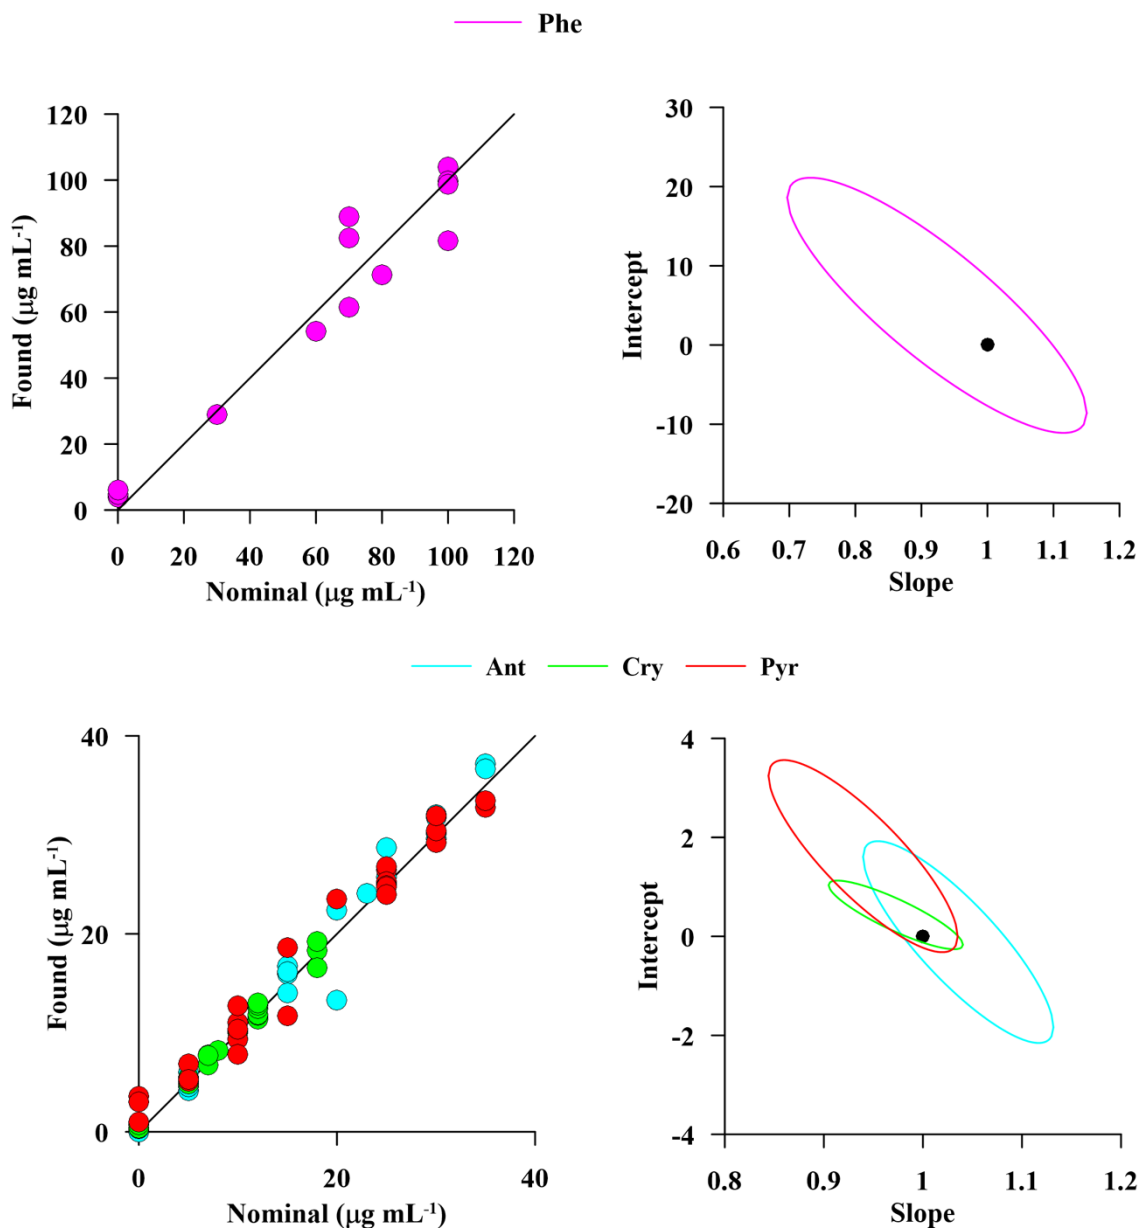 Phe
120
100
80
60
40
20
0
Found (μg mL-1)
0 20 40 60 80 100 120
Nominal (μg mL-1)
30
20
10
0
-10
-20
Intercept
0.6 0.7 0.8 0.9 1 1.1 1.2
Slope
Ant Cry Pyr
40
20
0
Found (μg mL-1)
0 20 40
Nominal (μg mL-1)
4
2
0
-2
-4
Intercept
0.8 0.9 1 1.1 1.2
Slope